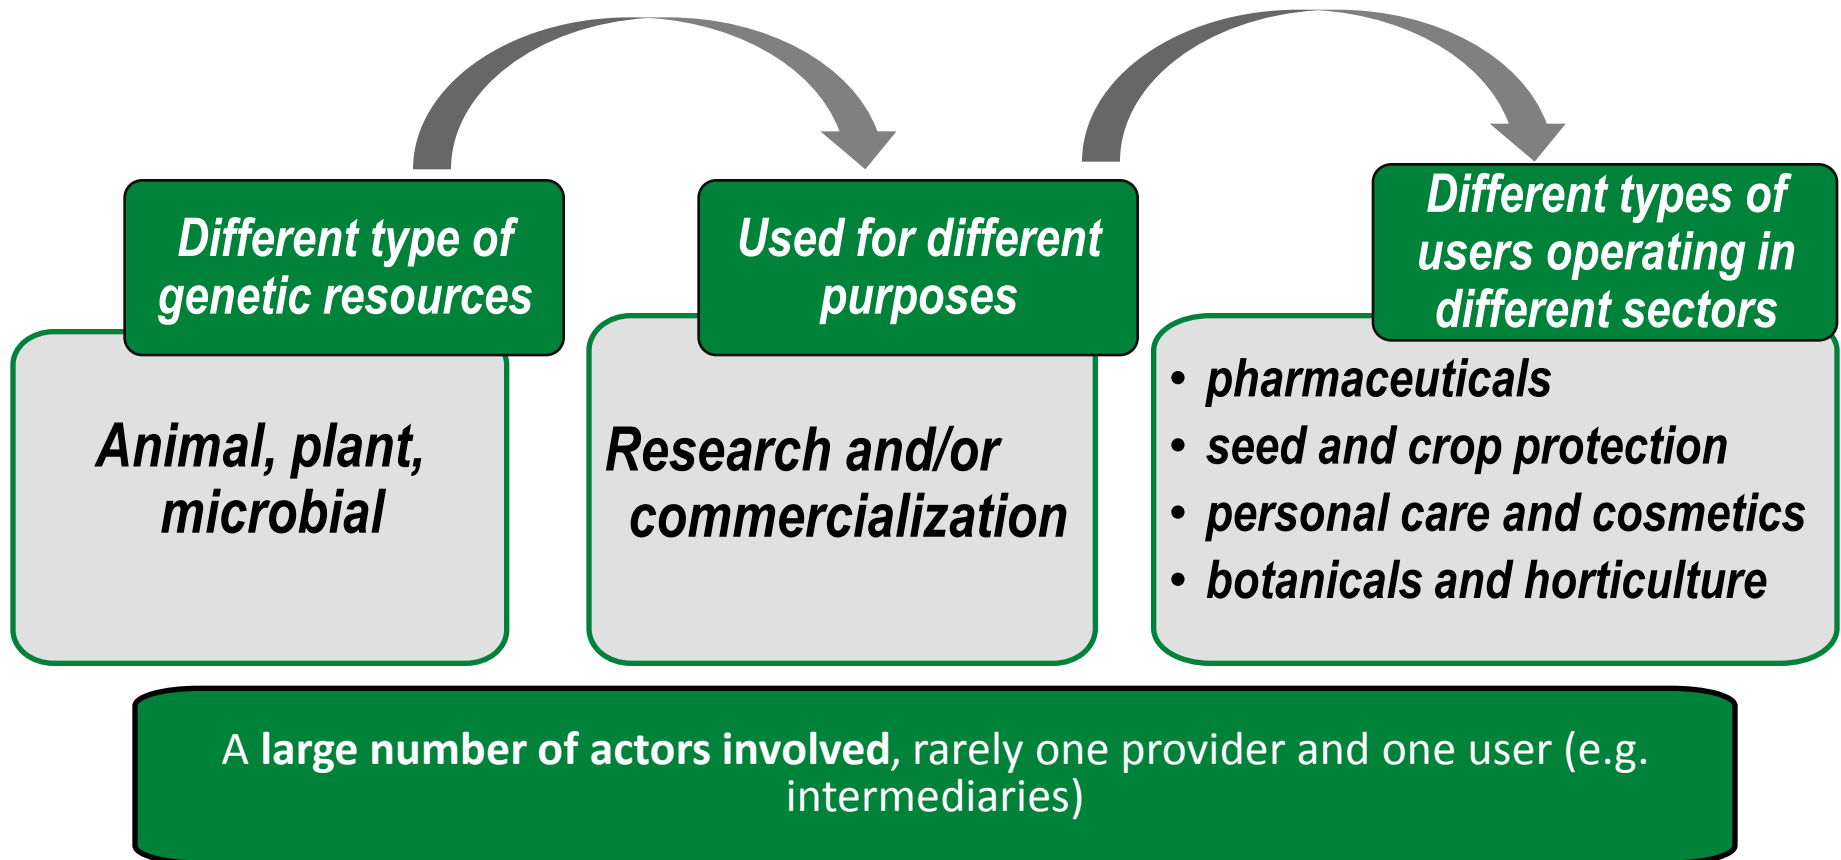 Different type of
genetic resources
Animal, plant,
microbial
Used for different
purposes
Research and/or
commercialization
Different types of
users operating in
different sectors
• pharmaceuticals
• seed and crop protection
• personal care and cosmetics
• botanicals and horticulture
A large number of actors involved, rarely one provider and one user (e.g.
intermediaries)